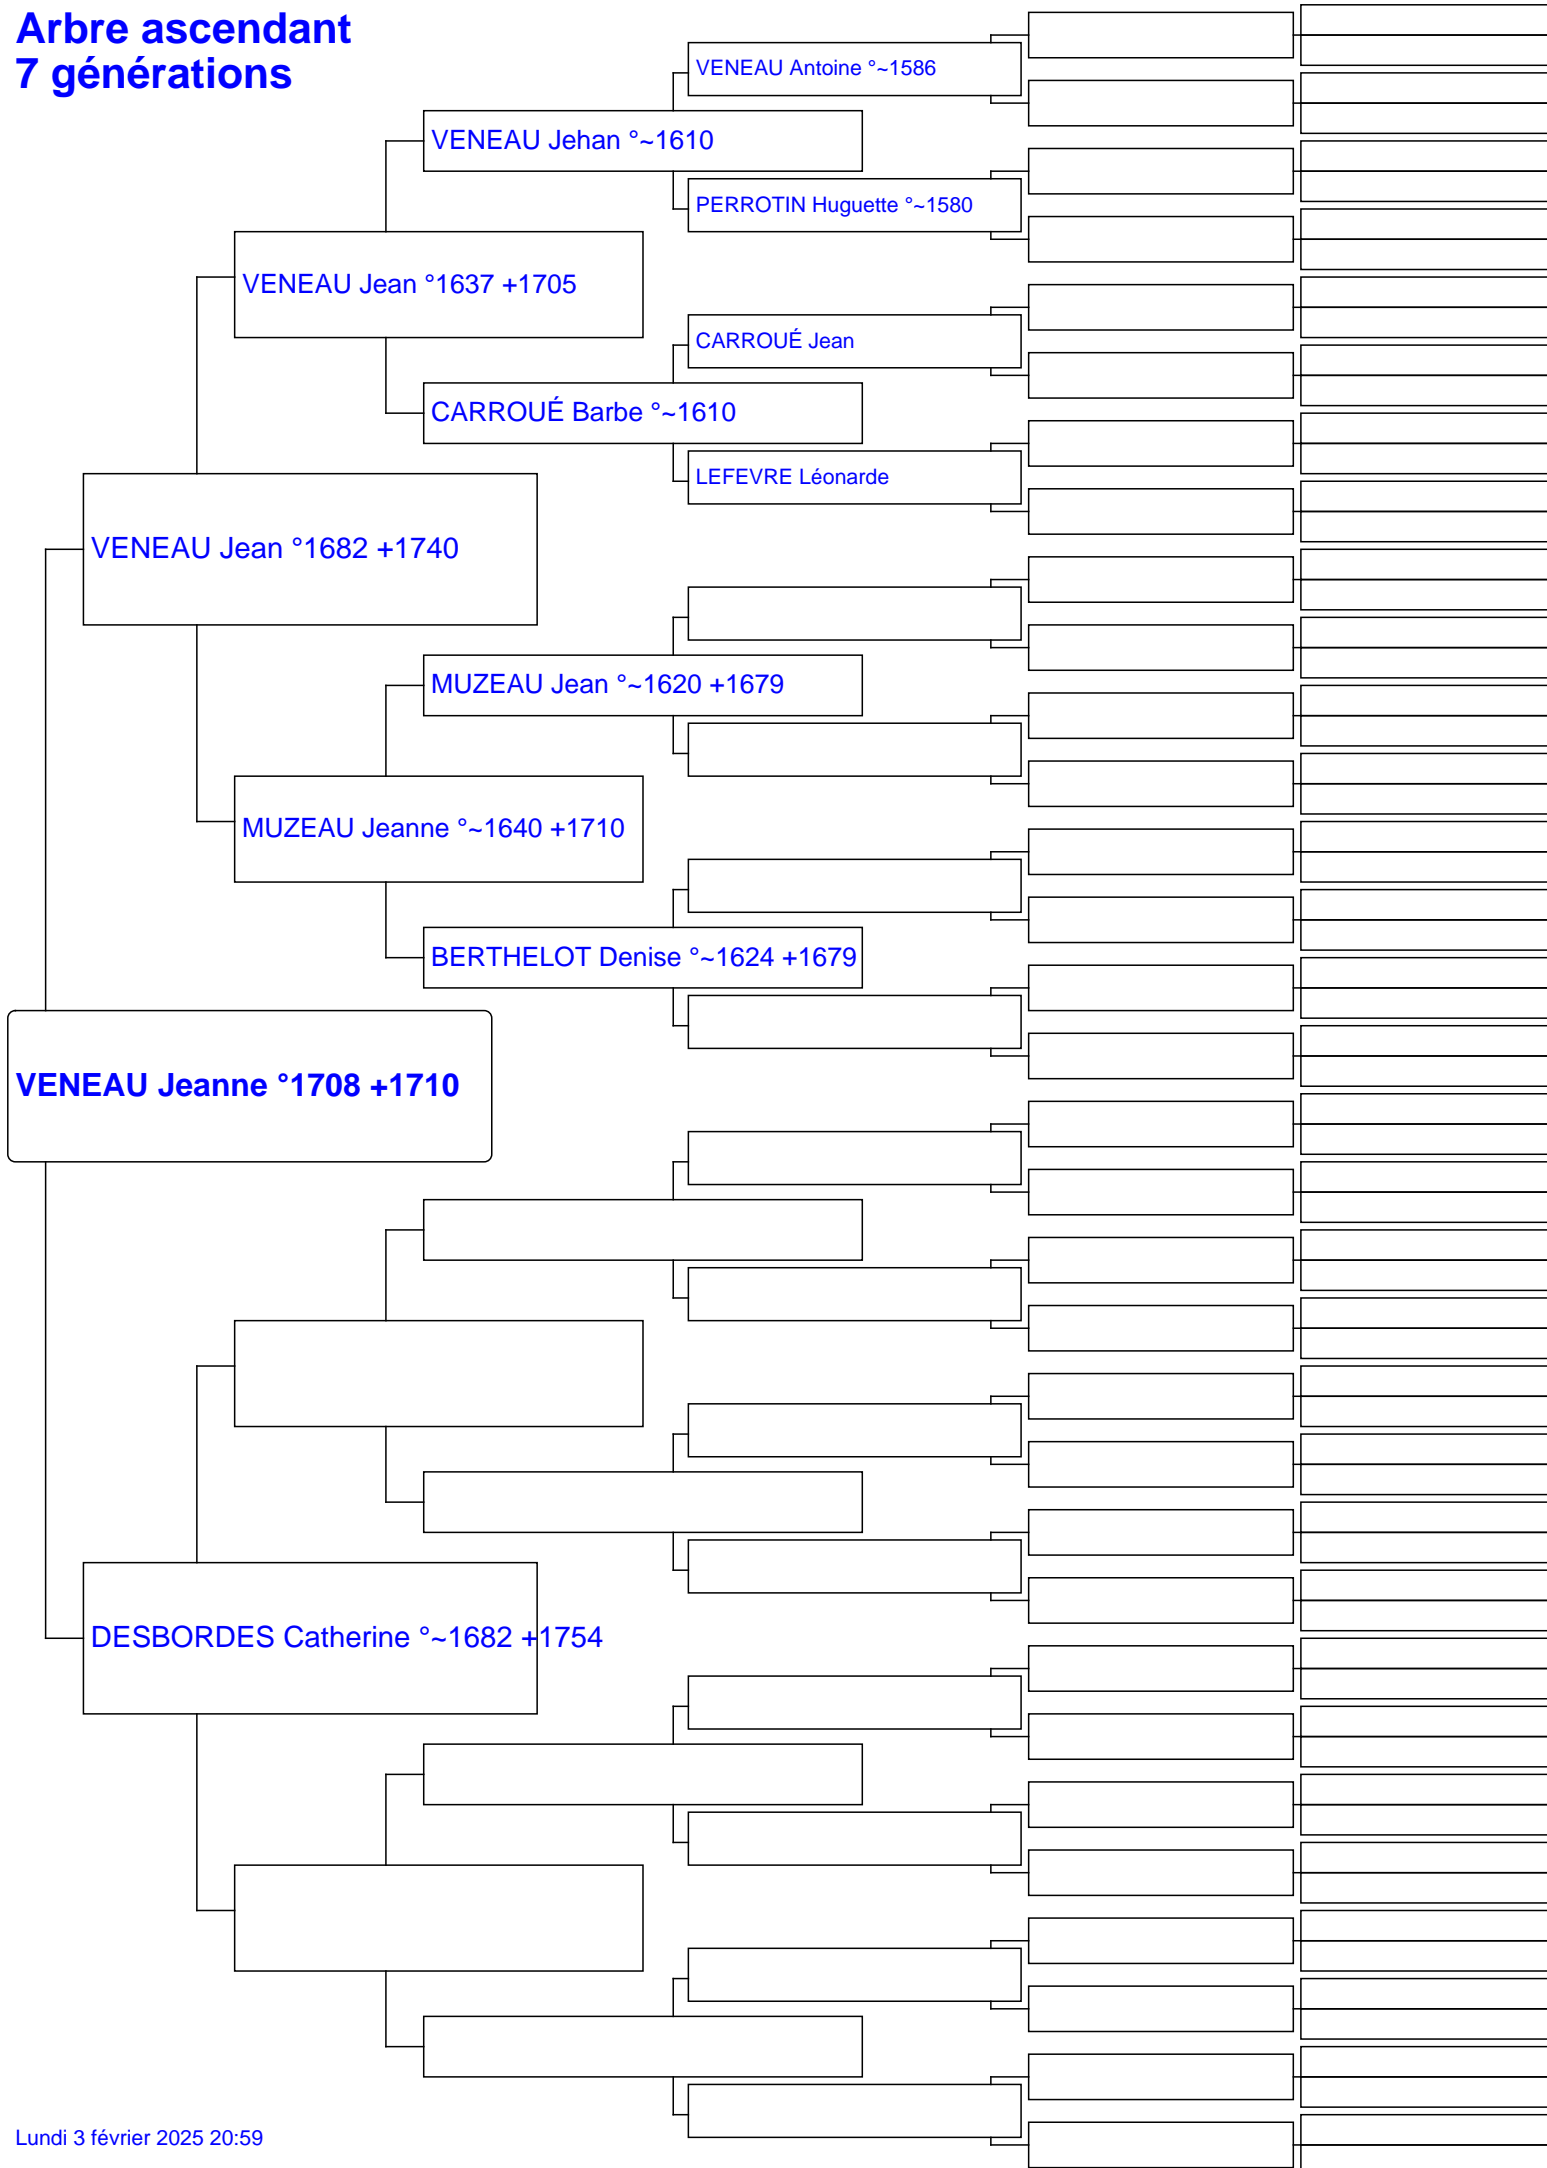 Arbre ascendant
7 générations
VENEAU Antoine °~1586
VENEAU Jehan °~1610
PERROTIN Huguette °~1580
VENEAU Jean °1637 +1705
CARROUÉ Jean
CARROUÉ Barbe °~1610
LEFEVRE Léonarde
VENEAU Jean °1682 +1740
MUZEAU Jean °~1620 +1679
MUZEAU Jeanne °~1640 +1710
BERTHELOT Denise °~1624 +1679
VENEAU Jeanne °1708 +1710
DESBORDES Catherine °~1682 +1754
Lundi 3 février 2025 20:59